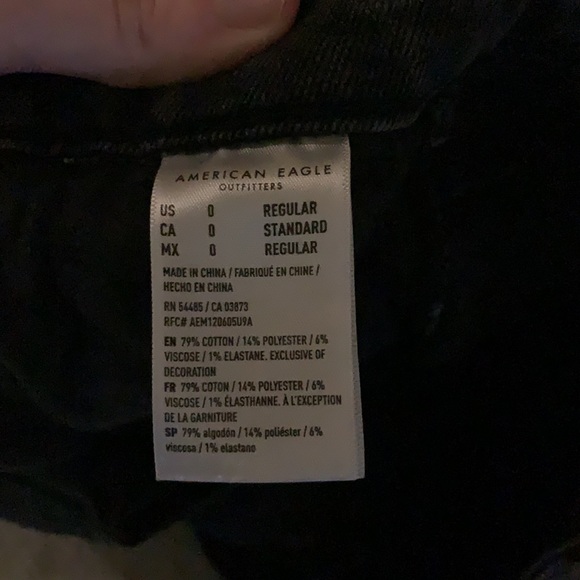 AMERICAN EAGLE
OUTFITTERS
US 0 REGULAR
CA 0 STANDARD
MX 0 REGULAR
MADE IN CHINA / FABRIQUÉ EN CHINE /
HECHO EN CHINA
RN 54485 / CA 03873
RFC# AEM120605U9A
EN 79% COTTON / 14% POLYESTER / 6%
VISCOSE / 1% ELASTANE. EXCLUSIVE OF
DECORATION
FR 79% COTON / 14% POLYESTER / 6%
VISCOSE / 1% ÉLASTHANNE. À L'EXCEPTION
DE LA GARNITURE
SP 79% algodón / 14% poliéster / 6%
viscosa / 1% elastano